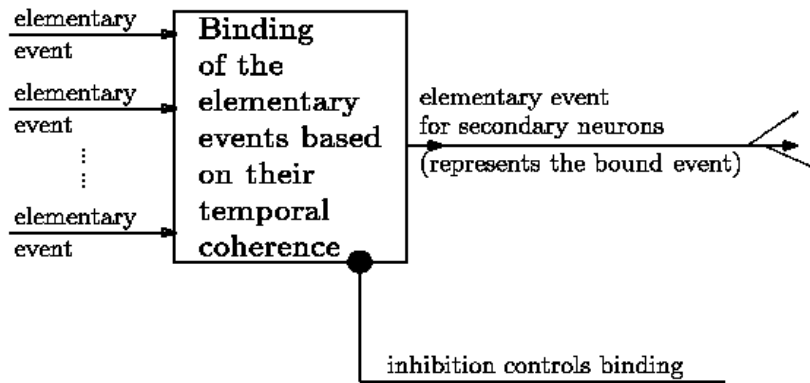 elementary
event
elementary
event
elementary
event
Binding
of the
elementary
events based
on their
temporal
coherence
elementary event
for secondary neurons
(represents the bound event)
inhibition controls binding